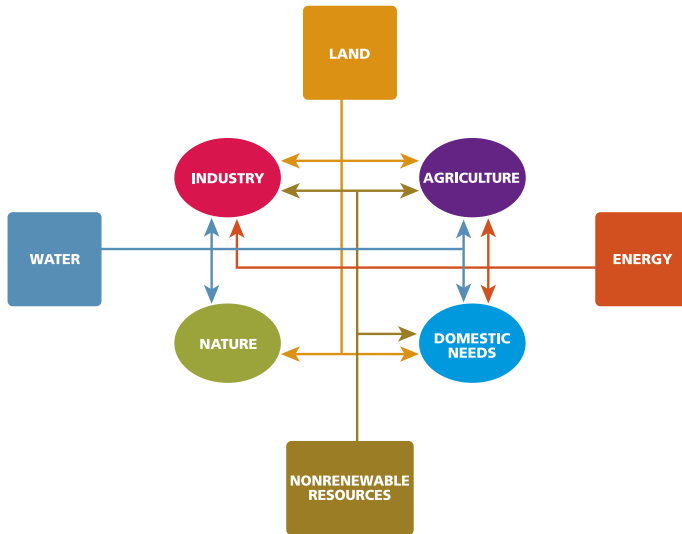 LAND
INDUSTRY
AGRICULTURE
WATER
ENERGY
NATURE
DOMESTIC
NEEDS
NONRENEWABLE
RESOURCES